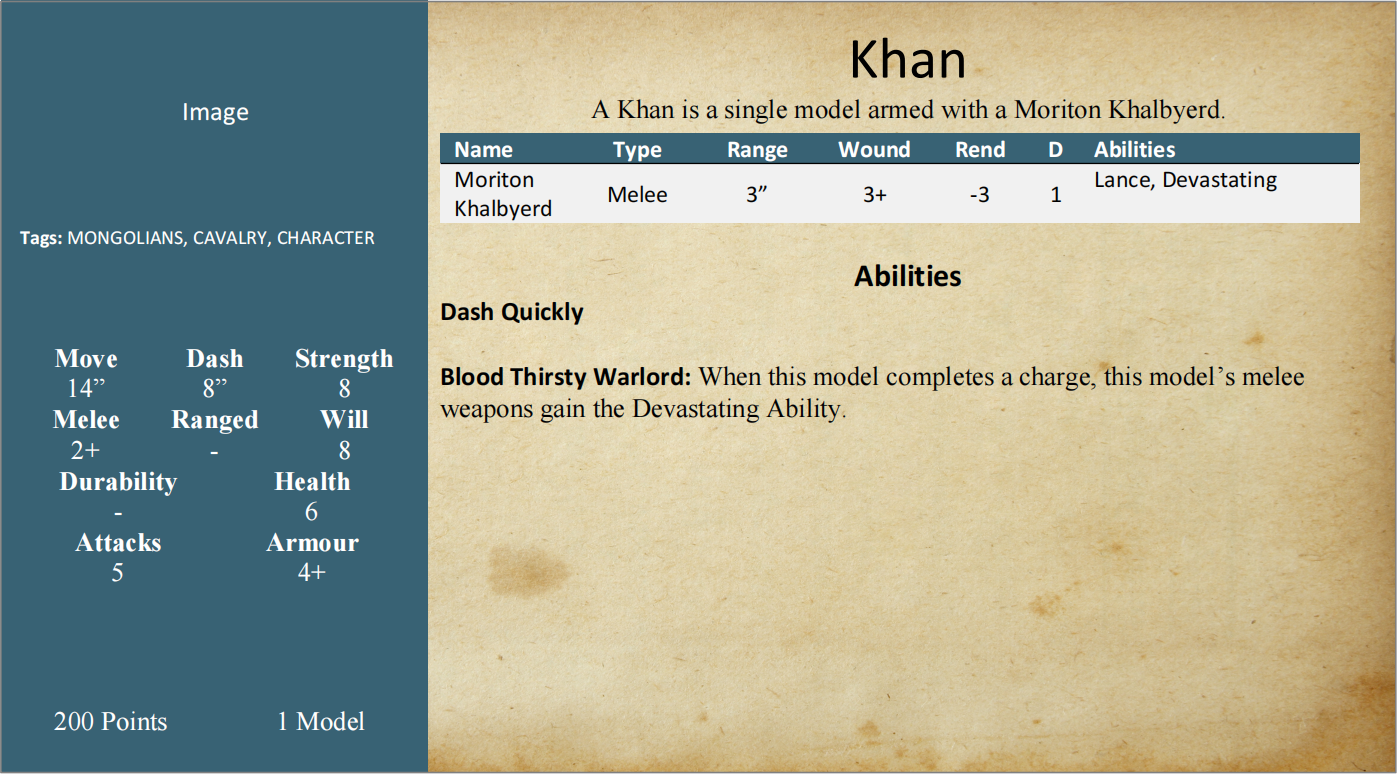 Image
Tags: MONGOLIANS, CAVALRY, CHARACTER
Move Dash Strength
14” 8” 8
Melee Ranged Will
2+ - 8
Durability Health
- 6
Attacks Armour
5 4+
200 Points 1 Model
Khan
A Khan is a single model armed with a Moriton Khalbyerd.
Name Type Range Wound Rend D Abilities
Moriton Khalbyerd Melee 3” 3+ -3 1 Lance, Devastating
Abilities
Dash Quickly
Blood Thirsty Warlord: When this model completes a charge, this model’s melee
weapons gain the Devastating Ability.